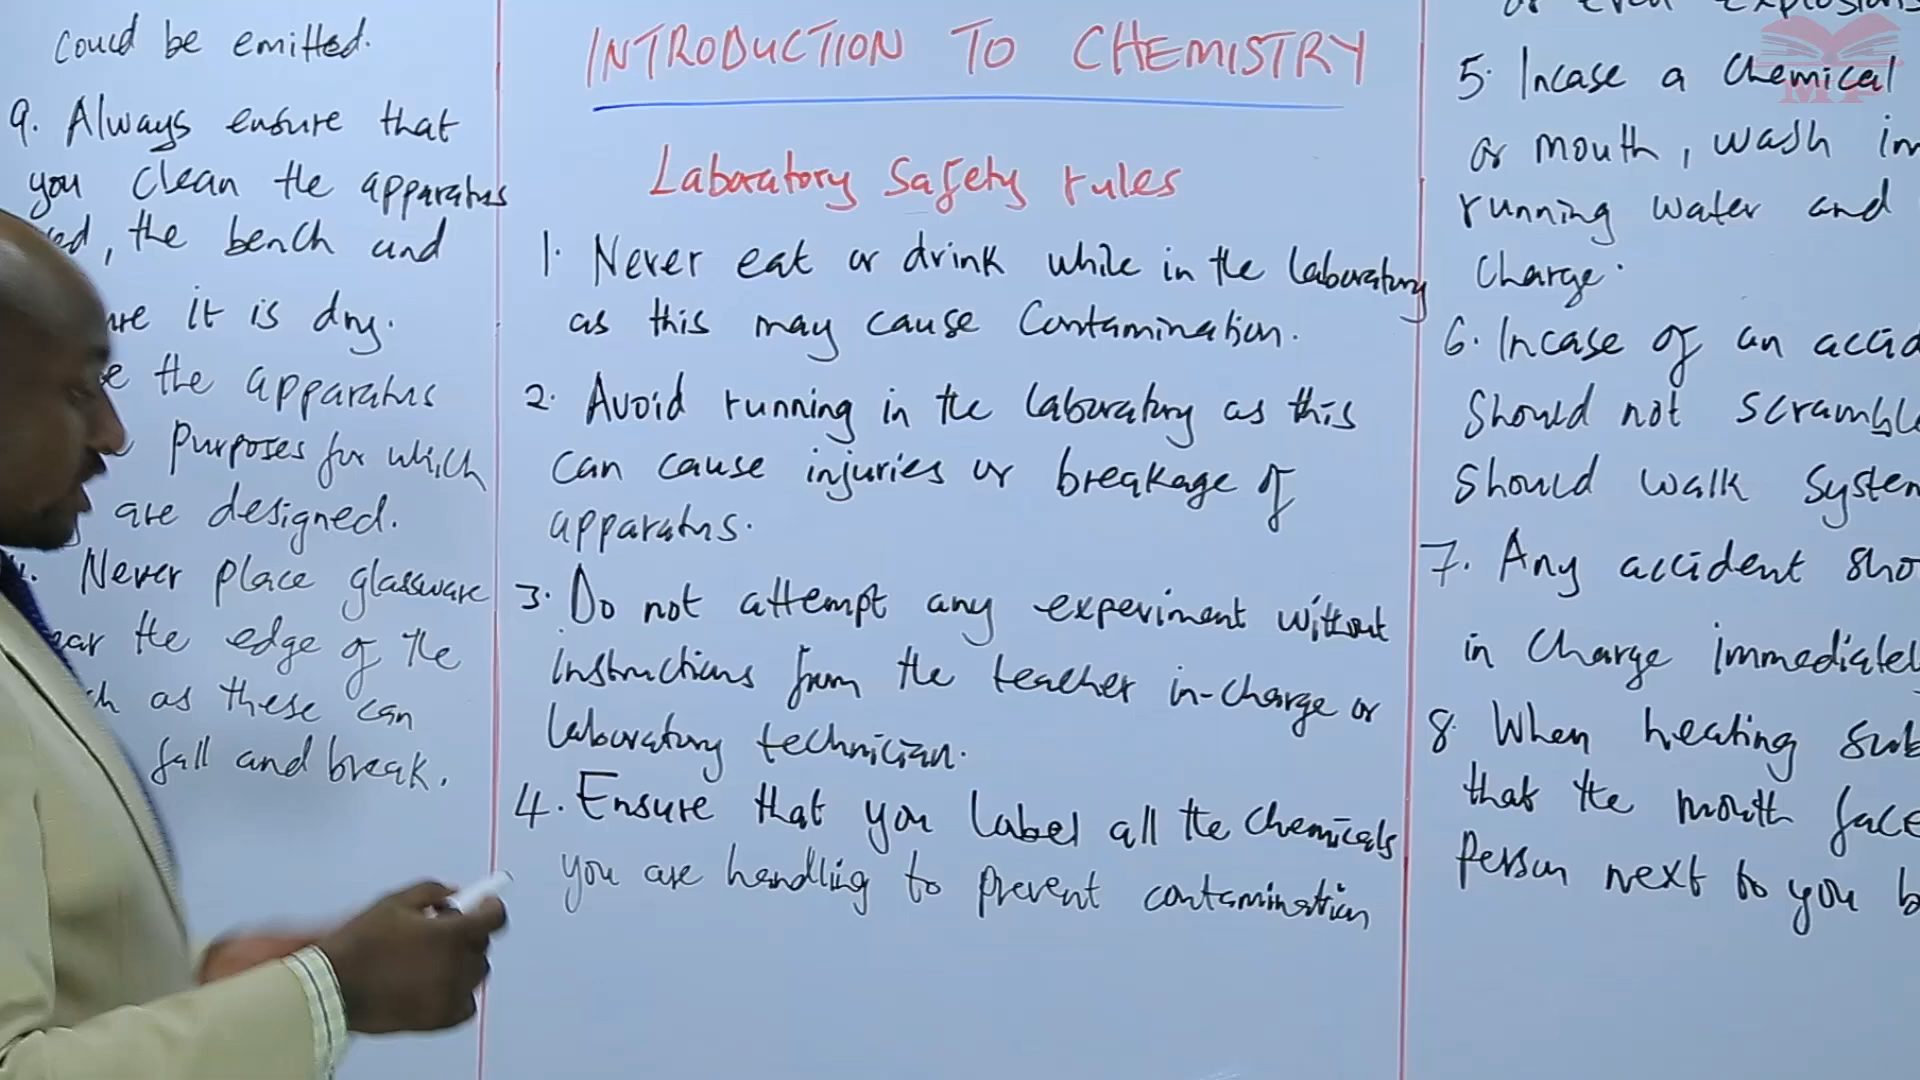 could be emitted.
9. Always ensure that
you clean the apparatus
, the bench and
it is dry.
the apparatus
purposes for which
are designed.
Never place glassware
the edge of the
as these can
fall and break.
INTRODUCTION TO CHEMISTRY
Laboratory Safety rules
1. Never eat or drink while in the laboratory
as this may cause contamination.
2. Avoid running in the laboratory as this
can cause injuries or breakage of
apparatus.
3. Do not attempt any experiment without
instructions from the teacher in-charge or
laboratory technician.
4. Ensure that you label all the chemicals
you are handling to prevent contamination
or even explosions
5. Incase a chemical
or mouth, wash
running water and
charge.
6. Incase of an
should not
should walk
7. Any accident
in charge
8. When heating
that the mouth
person next to you